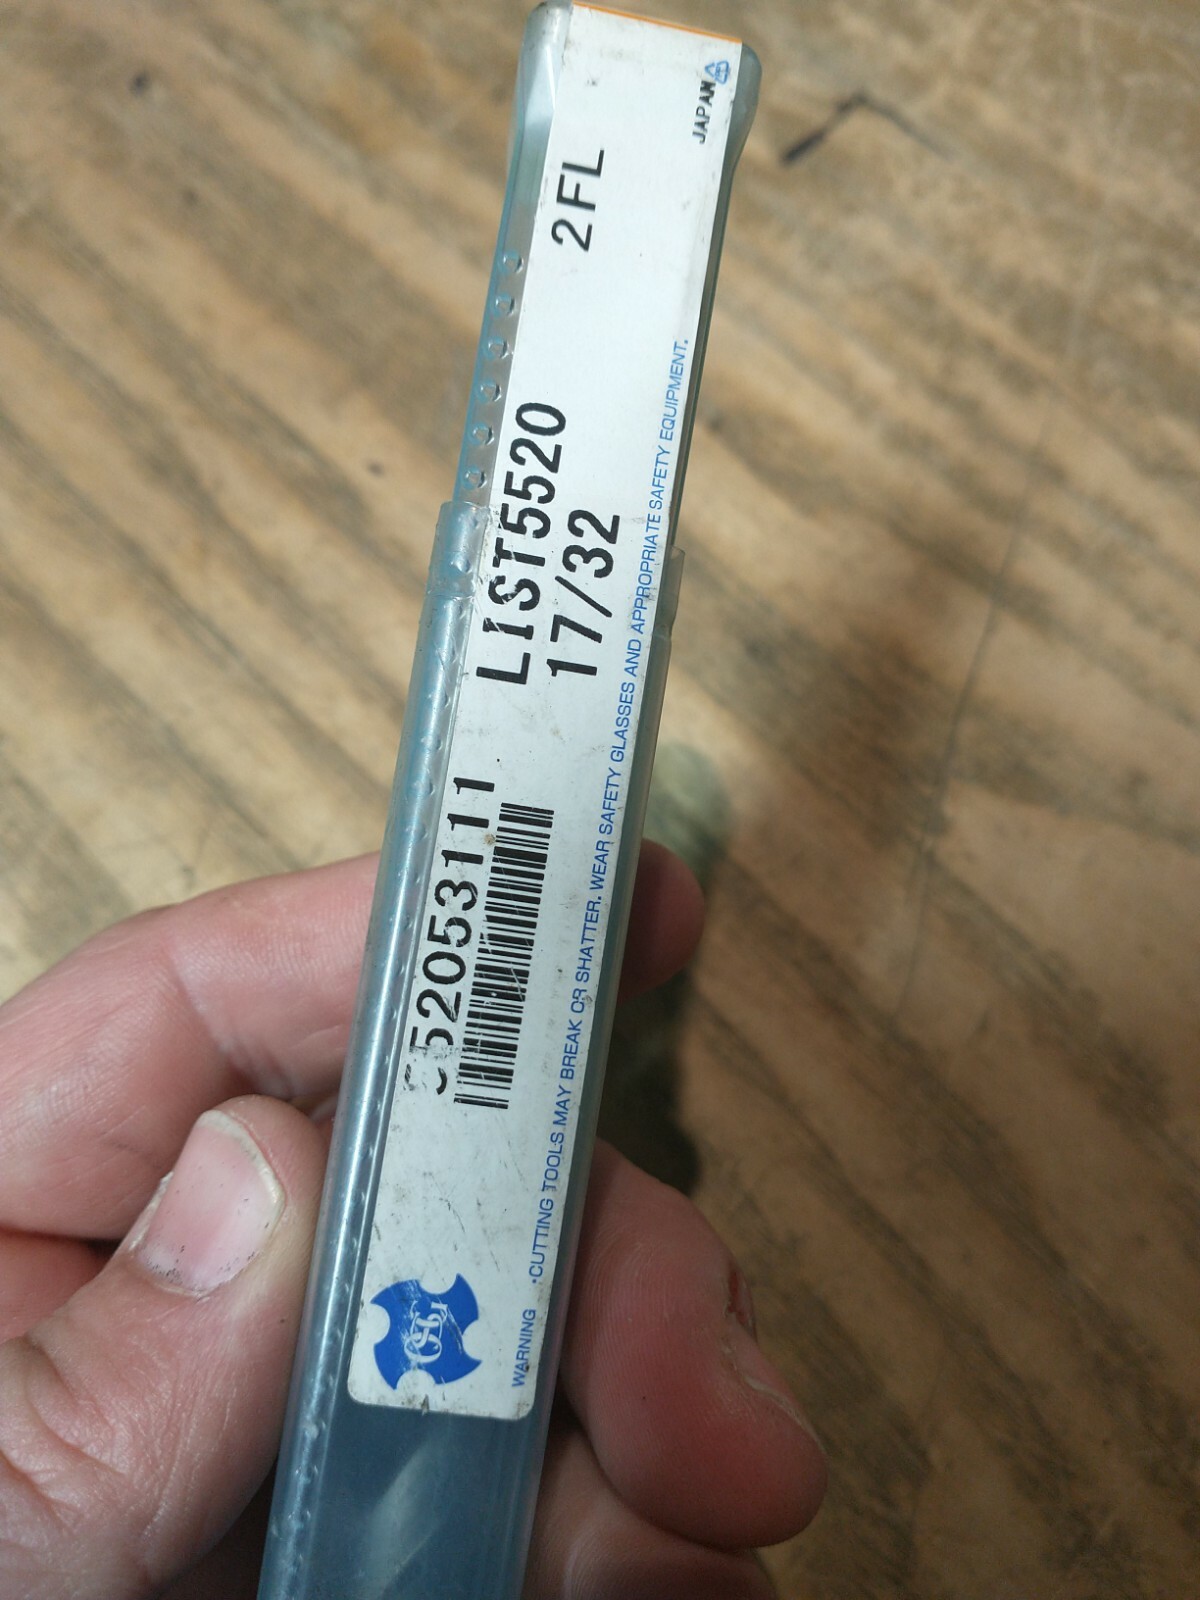 LIST5520 2FL
17/32
52053111
JAPAN
WARNING •CUTTING TOOLS MAY BREAK OR SHATTER. WEAR SAFETY GLASSES AND APPROPRIATE SAFETY EQUIPMENT.
OSG